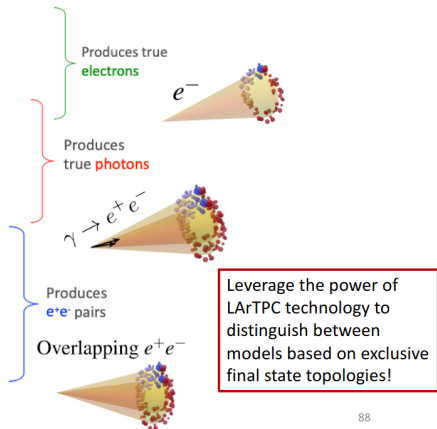 Produces true
electrons
e⁻
Produces
true photons
γ → e⁺ e⁻
Produces
e⁺e⁻ pairs
Overlapping e⁺e⁻
Leverage the power of
LArTPC technology to
distinguish between
models based on exclusive
final state topologies!
88